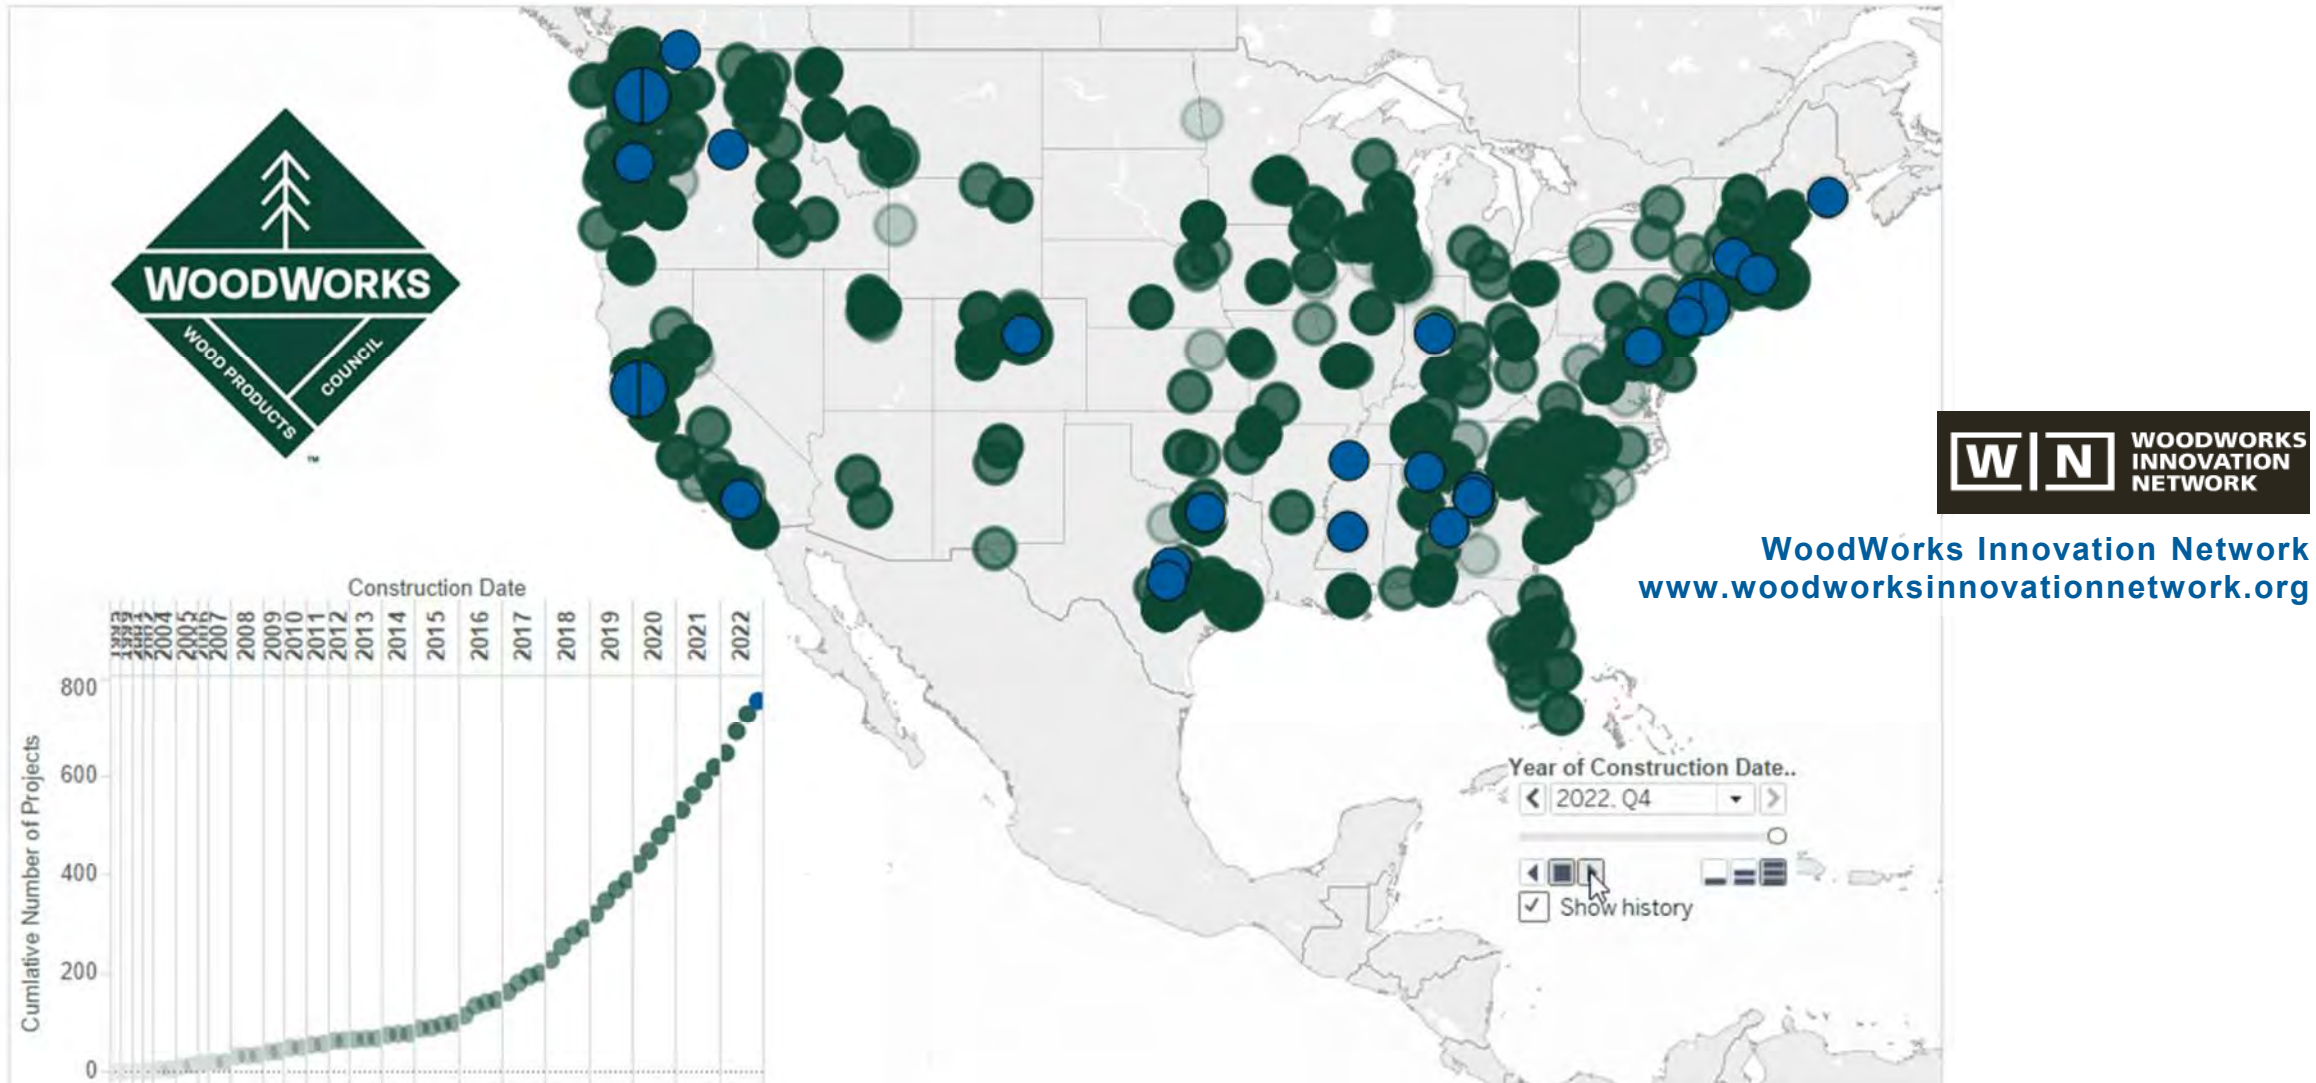 WOODWORKS
WOOD PRODUCTS
COUNCIL
™
W|N
WOODWORKS
INNOVATION
NETWORK
WoodWorks Innovation Network
www.woodworksinnovationnetwork.org
Construction Date
2004
2005
2007
2008
2009
2010
2011
2012
2013
2014
2015
2016
2017
2018
2019
2020
2021
2022
800
600
400
200
0
Cumlative Number of Projects
Year of Construction Date..
2022, Q4
Show history